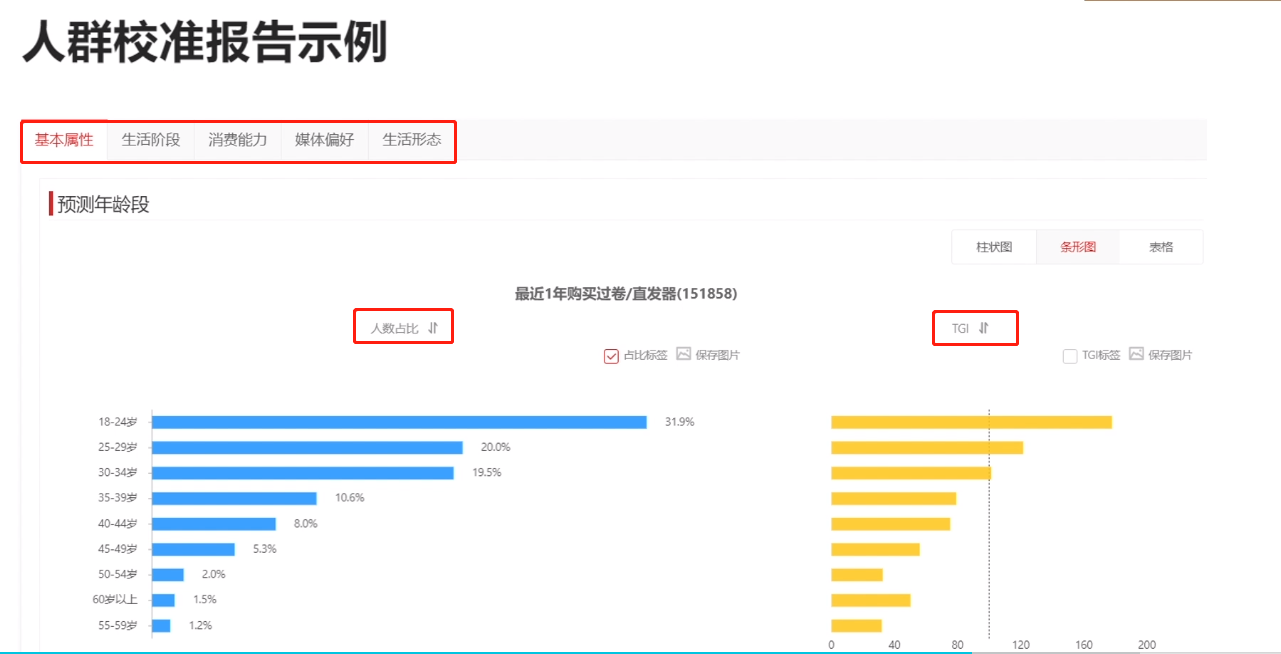 人群校准报告示例
基本属性 生活阶段 消费能力 媒体偏好 生活形态
预测年龄段
柱状图 条形图 表格
最近1年购买过卷/直发器(151858)
人数占比 TGI
占比标签 保存图片 TGI标签 保存图片
18-24岁 31.9%
25-29岁 20.0%
30-34岁 19.5%
35-39岁 10.6%
40-44岁 8.0%
45-49岁 5.3%
50-54岁 2.0%
60岁以上 1.5%
55-59岁 1.2%
0 40 80 120 160 200